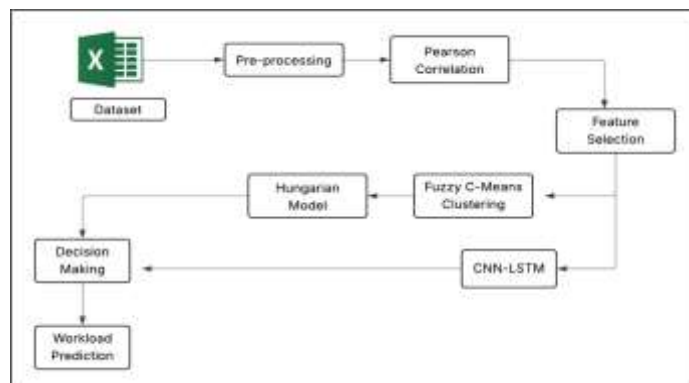 X
Dataset
Pre-processing
Pearson
Correlation
Feature
Selection
Fuzzy C-Means
Clustering
Hungarian
Model
CNN-LSTM
Decision
Making
Workload
Prediction